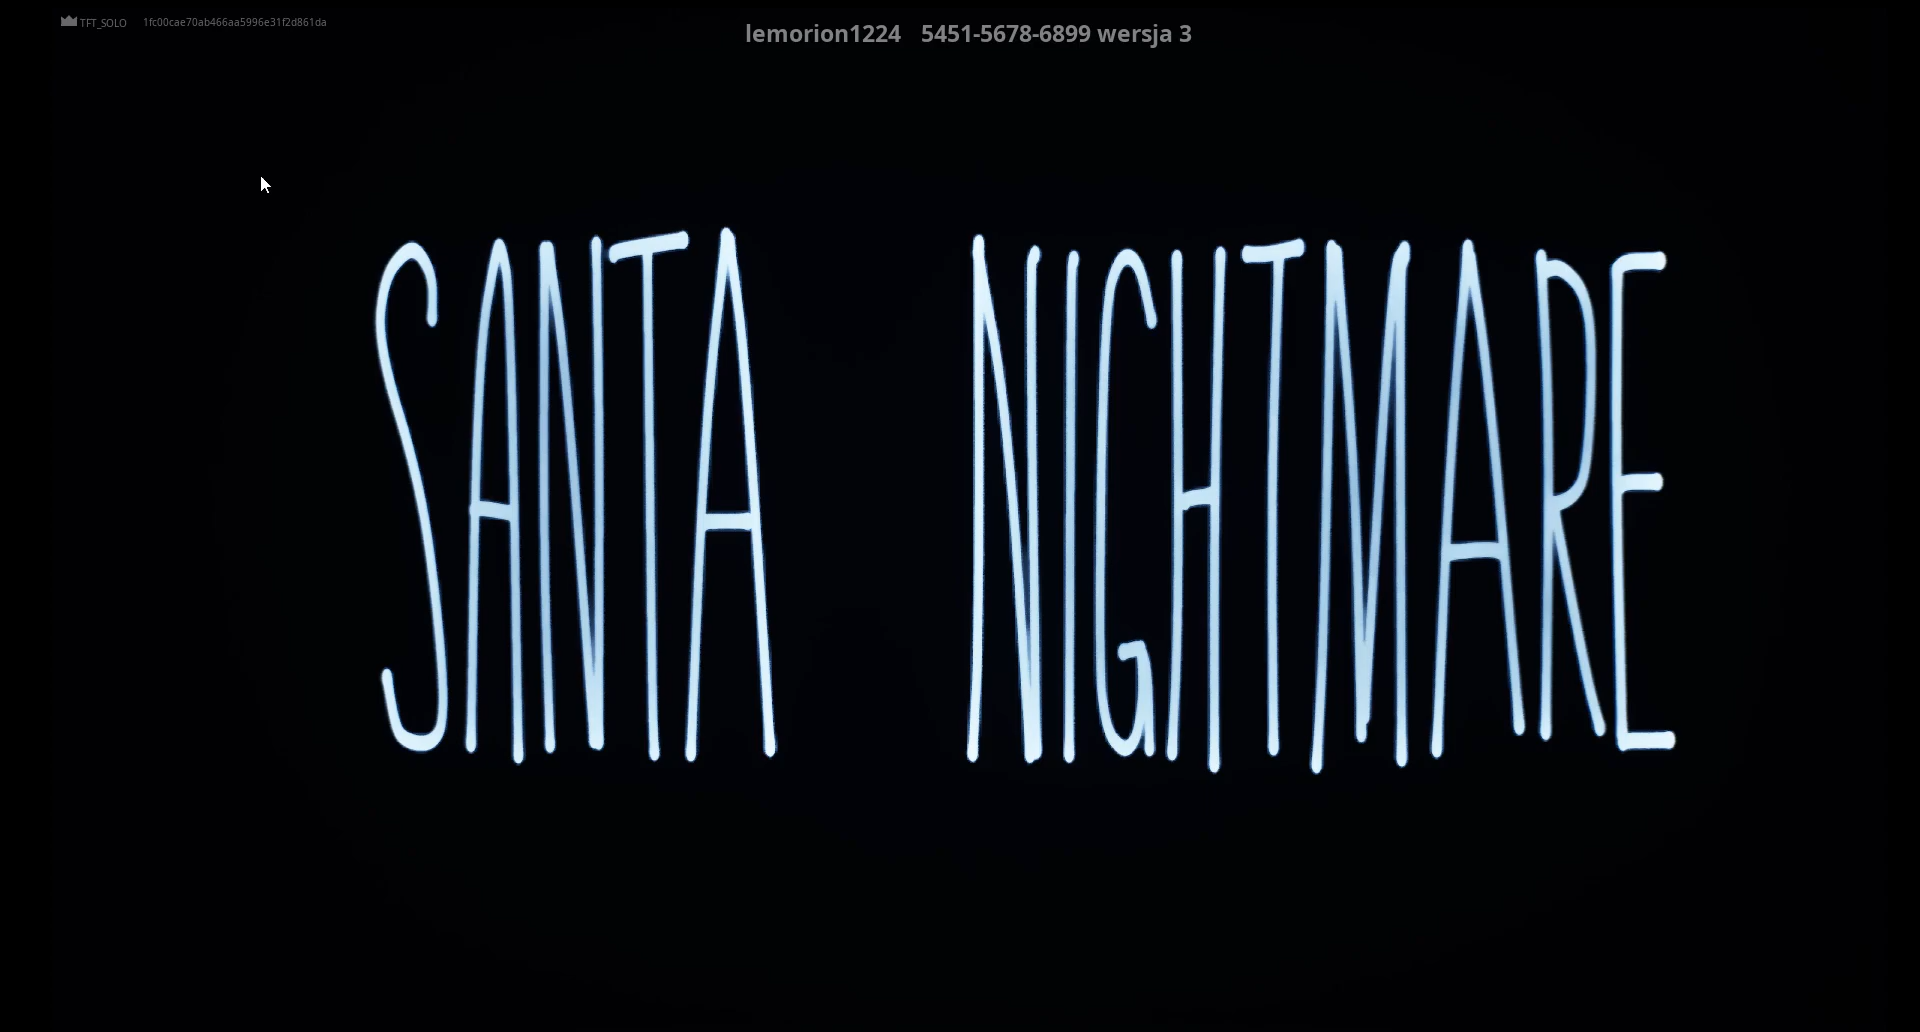 TFT_SOLO 1fc00cae70ab466aa5996e31f2d861da
lemorion1224 5451-5678-6899 wersja 3
SANTA NIGHTMARE